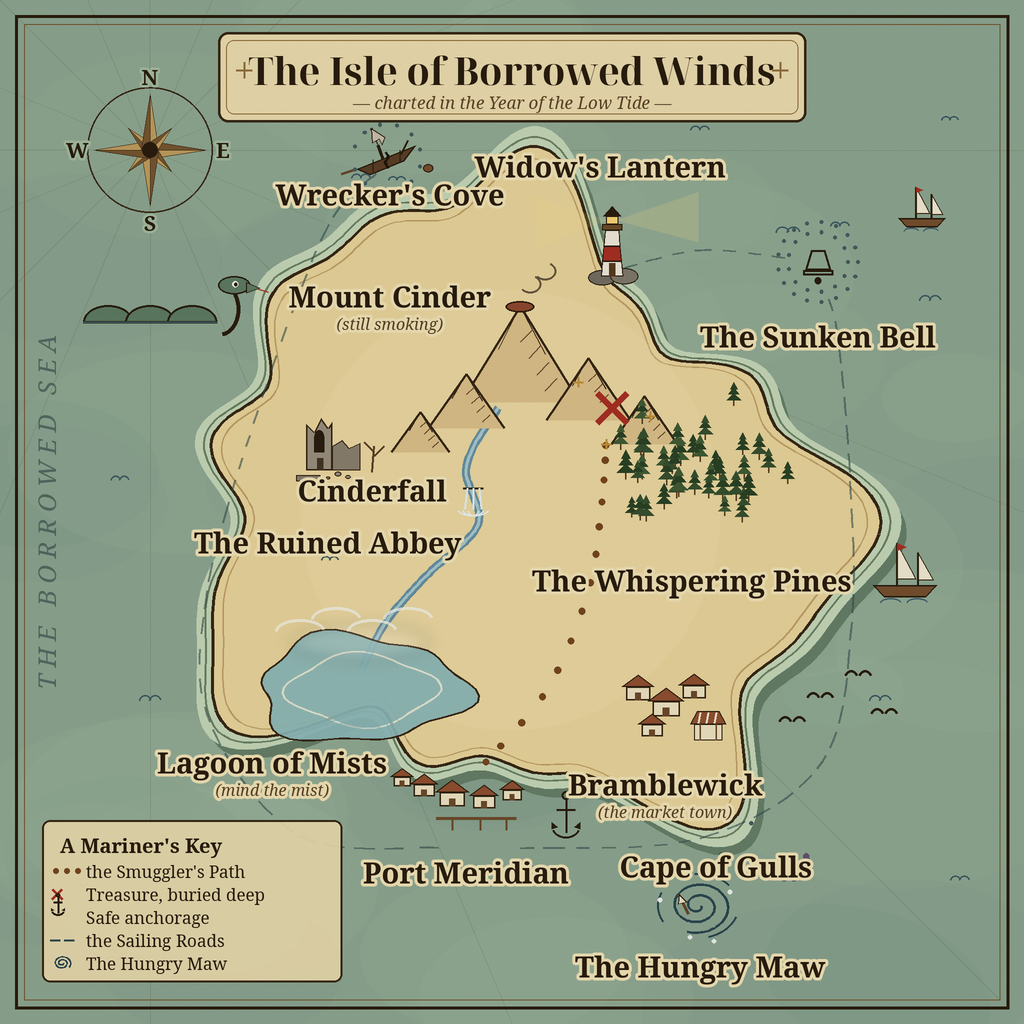 The Isle of Borrowed Winds
— charted in the Year of the Low Tide —
N
W
E
S
Widow's Lantern
Wrecker's Cove
Mount Cinder
(still smoking)
The Sunken Bell
THE BORROWED SEA
Cinderfall
The Ruined Abbey
The Whispering Pines
Lagoon of Mists
(mind the mist)
Bramblewick
(the market town)
Port Meridian
Cape of Gulls
The Hungry Maw
A Mariner's Key
the Smuggler's Path
Treasure, buried deep
Safe anchorage
the Sailing Roads
The Hungry Maw